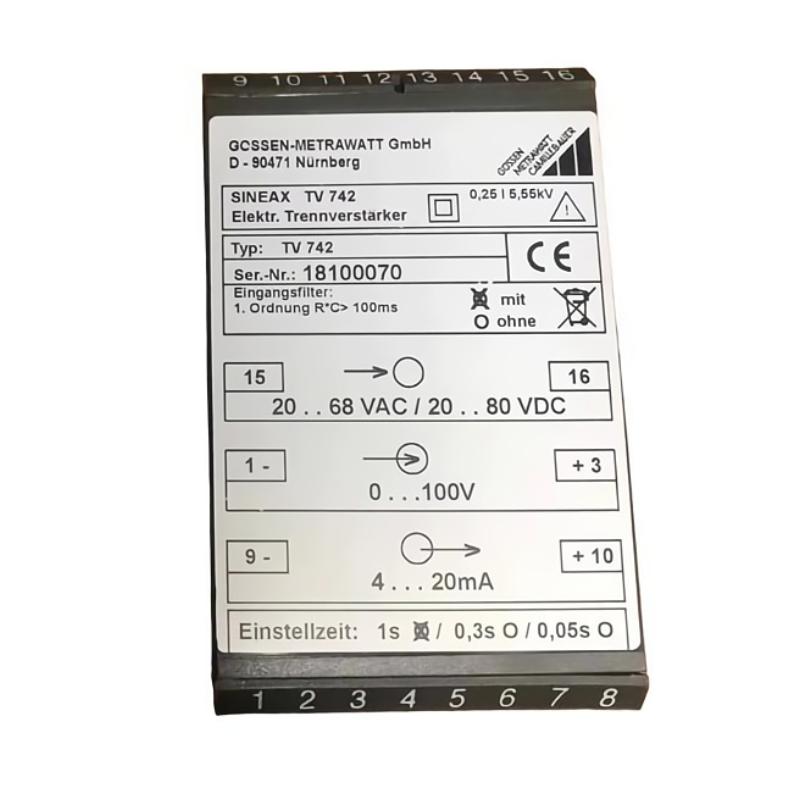 9 10 11 12 13 14 15 16
GOSSEN-METRAWATT GmbH
D - 90471 Nürnberg
GOSSEN
METRAWATT
CAMILLE BAUER
SINEAX TV 742
Elektr. Trennverstärker
0,25 I 5,55kV
Typ: TV 742
Ser.-Nr.: 18100070
CE
Eingangsfilter:
1. Ordnung R*C> 100ms
mit
O ohne
15
16
20 . . 68 VAC / 20 . . 80 VDC
1 -
+ 3
0 . . . 100V
9 -
+ 10
4 . . . 20mA
Einstellzeit: 1s / 0,3s O / 0,05s O
1 2 3 4 5 6 7 8